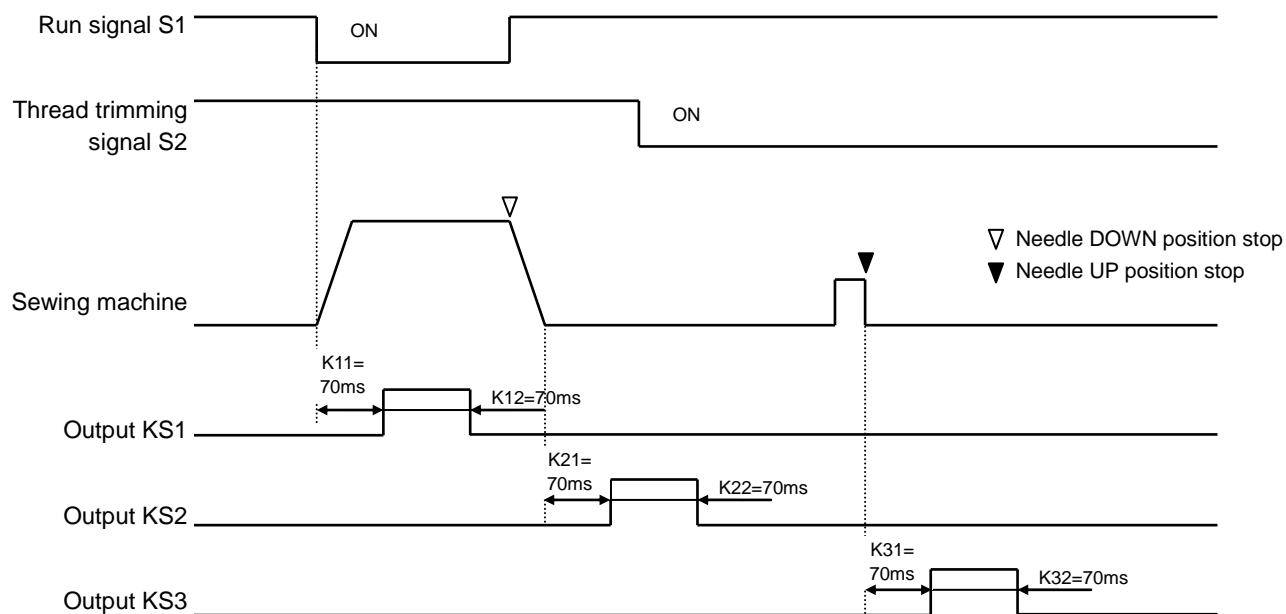 Run signal S1
ON
Thread trimming
signal S2
ON
Needle DOWN position stop
Needle UP position stop
Sewing machine
K11=
70ms
K12=70ms
Output KS1
K21=
70ms
K22=70ms
Output KS2
K31=
70ms
K32=70ms
Output KS3